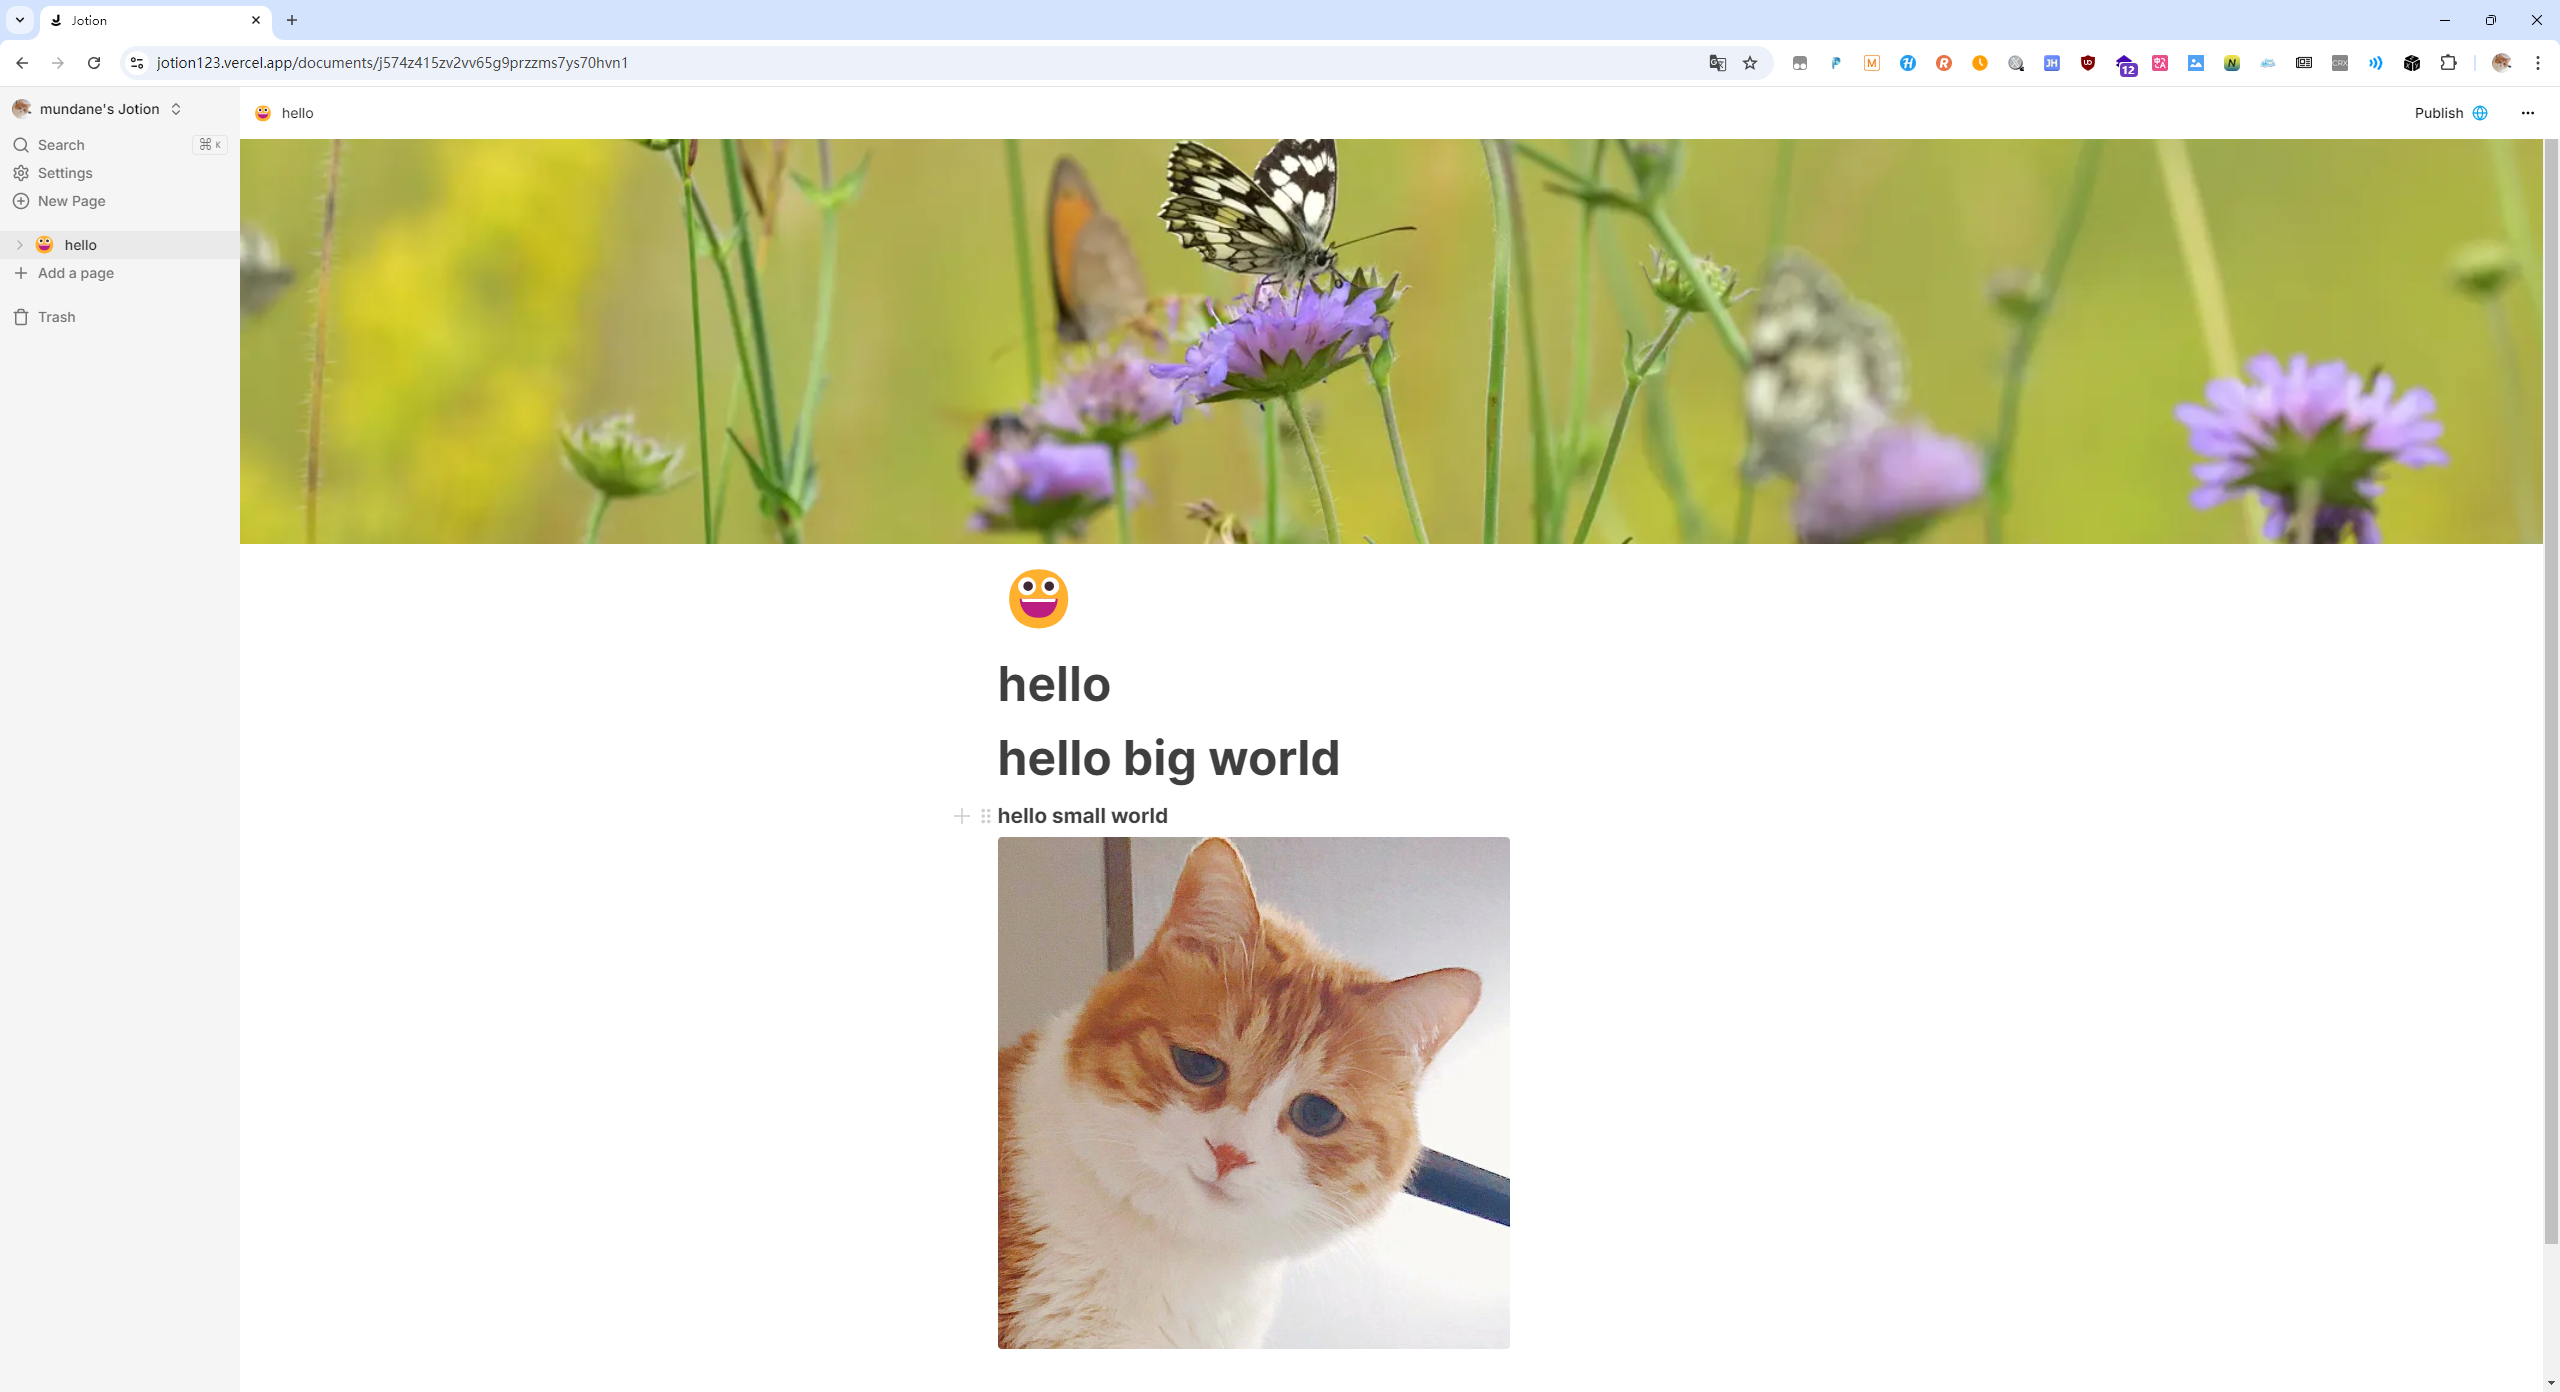 Jotion
jotion123.vercel.app/documents/j574z415zv2vv65g9przzms7ys70hvn1
12
mundane's Jotion
hello
Publish
Search
⌘ K
Settings
New Page
hello
Add a page
Trash
hello
hello big world
hello small world